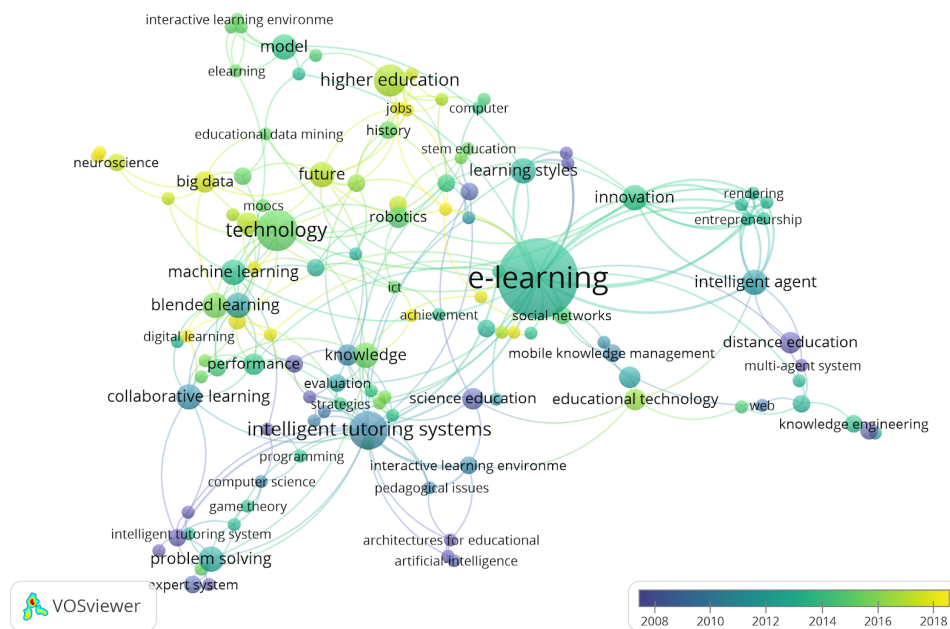 interactive learning environme
model
elearning
higher education
jobs
computer
history
educational data mining
stem education
neuroscience
learning styles
big data
future
innovation
rendering
moocs
robotics
entrepreneurship
technology
machine learning
e-learning
intelligent agent
ict
blended learning
achievement
social networks
digital learning
distance education
knowledge
mobile knowledge management
performance
multi-agent system
evaluation
collaborative learning
strategies
science education
educational technology
web
knowledge engineering
intelligent tutoring systems
programming
interactive learning environme
computer science
pedagogical issues
game theory
intelligent tutoring system
architectures for educational
problem solving
artificial-intelligence
expert system
VOSviewer
2008 2010 2012 2014 2016 2018